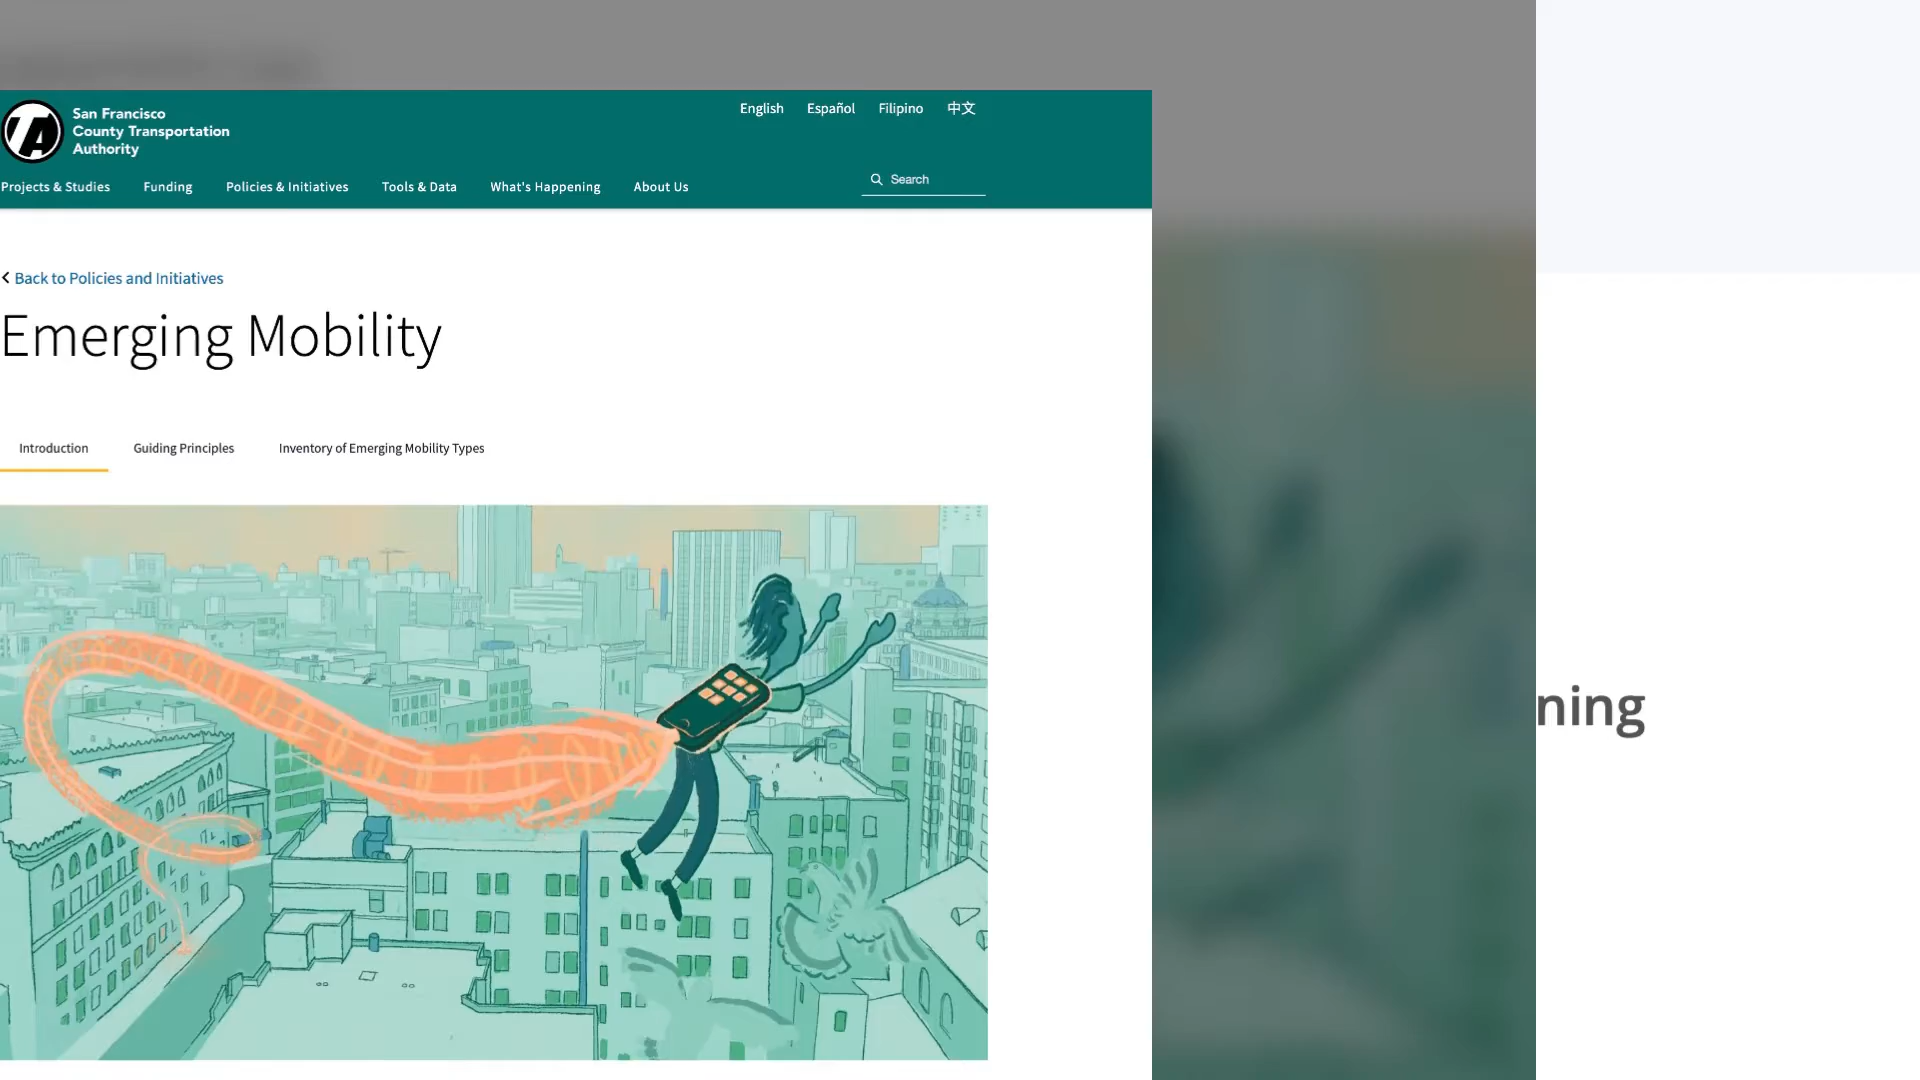 San Francisco
County Transportation
Authority
English Español Filipino 中文
Projects & Studies Funding Policies & Initiatives Tools & Data What's Happening About Us
Search
Back to Policies and Initiatives
Emerging Mobility
Introduction Guiding Principles Inventory of Emerging Mobility Types
ning